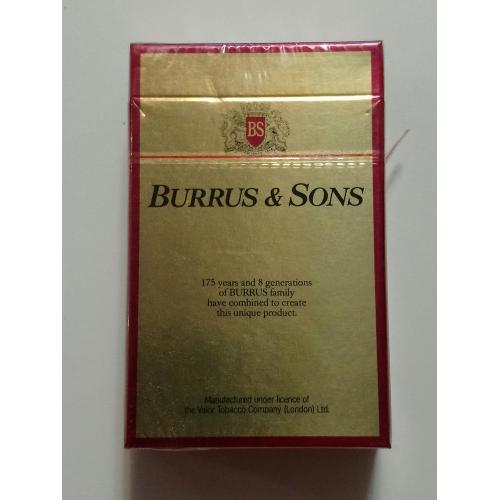 BS
BURRUS & SONS
175 years and 8 generations
of BURRUS family
have combined to create
this unique product.
Manufactured under licence of
the Valor Tobacco Company (London) Ltd.